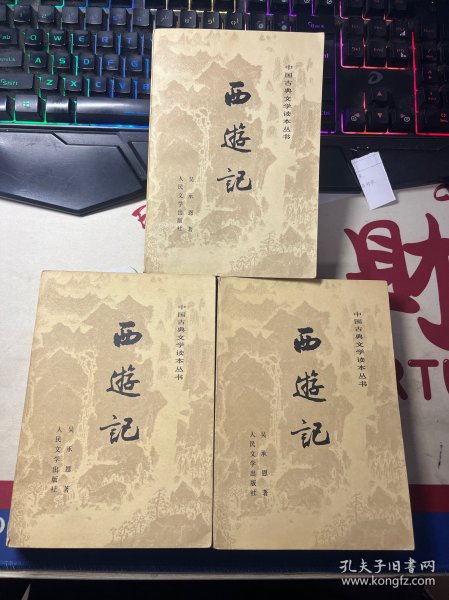 中国古典文学读本丛书
西遊記
吴承恩著
人民文学出版社
中国古典文学读本丛书
西遊記
吴承恩著
人民文学出版社
中国古典文学读本丛书
西遊記
吴承恩著
人民文学出版社
財
RTU
孔夫子旧书网
www.kongfz.com